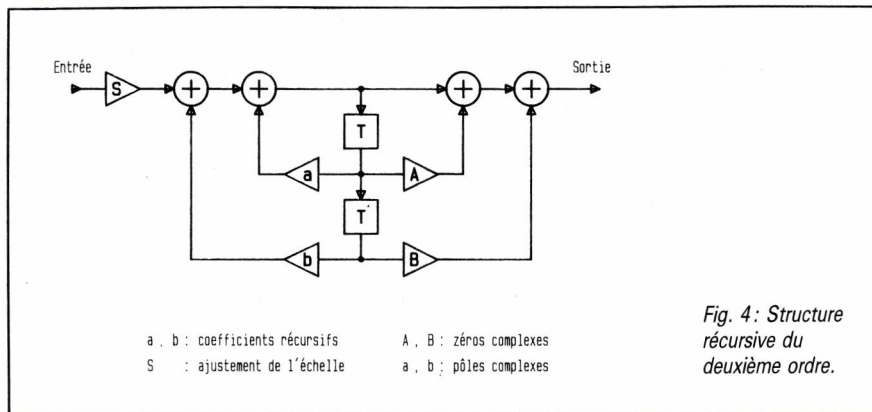 Entrée
Sortie
S
+
+
+
+
T
a
A
T
b
B
a , b : coefficients récursifs
A , B : zéros complexes
S : ajustement de l'échelle
a , b : pôles complexes
Fig. 4 : Structure
récursive du
deuxième ordre.